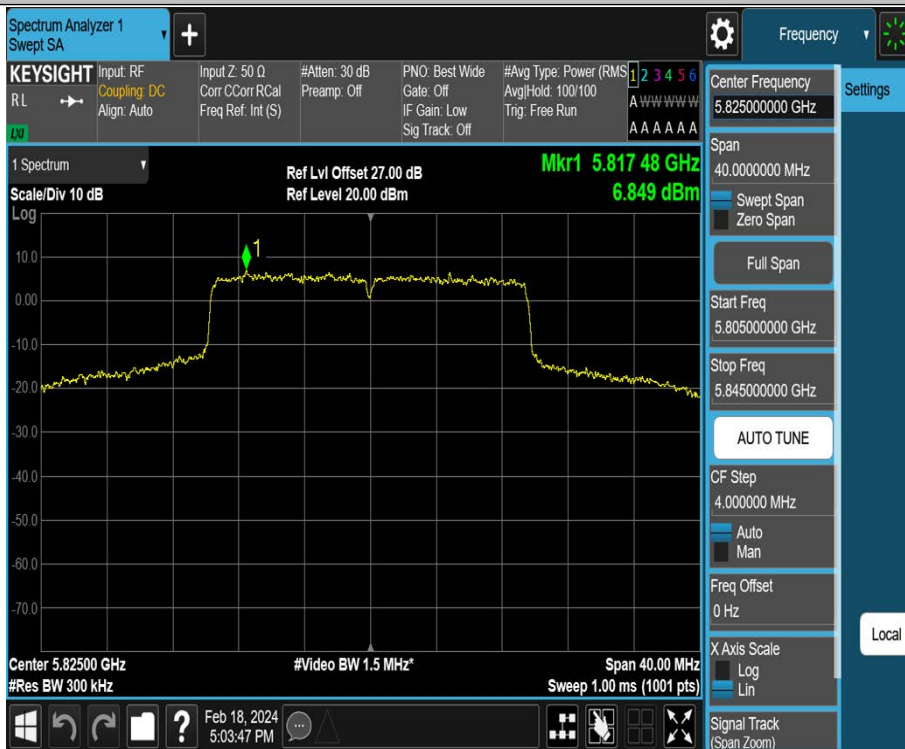 Spectrum Analyzer 1
Swept SA
+
Frequency
KEYSIGHT
R L
LXI
Input: RF
Coupling: DC
Align: Auto
Input Z: 50 Ω
Corr CCorr RCal
Freq Ref: Int (S)
#Atten: 30 dB
Preamp: Off
PNO: Best Wide
Gate: Off
IF Gain: Low
Sig Track: Off
#Avg Type: Power (RMS
Avg|Hold: 100/100
Trig: Free Run
1 2 3 4 5 6
A W W W W W
A A A A A A
1 Spectrum
Scale/Div 10 dB
Log
Ref Lvl Offset 27.00 dB
Ref Level 20.00 dBm
Mkr1 5.817 48 GHz
6.849 dBm
1
10.0
0.00
-10.0
-20.0
-30.0
-40.0
-50.0
-60.0
-70.0
Center 5.82500 GHz
#Res BW 300 kHz
#Video BW 1.5 MHz*
Span 40.00 MHz
Sweep 1.00 ms (1001 pts)
?
Feb 18, 2024
5:03:47 PM
Center Frequency
5.825000000 GHz
Span
40.0000000 MHz
Swept Span
Zero Span
Full Span
Start Freq
5.805000000 GHz
Stop Freq
5.845000000 GHz
AUTO TUNE
CF Step
4.000000 MHz
Auto
Man
Freq Offset
0 Hz
X Axis Scale
Log
Lin
Signal Track
(Span Zoom)
Settings
Local